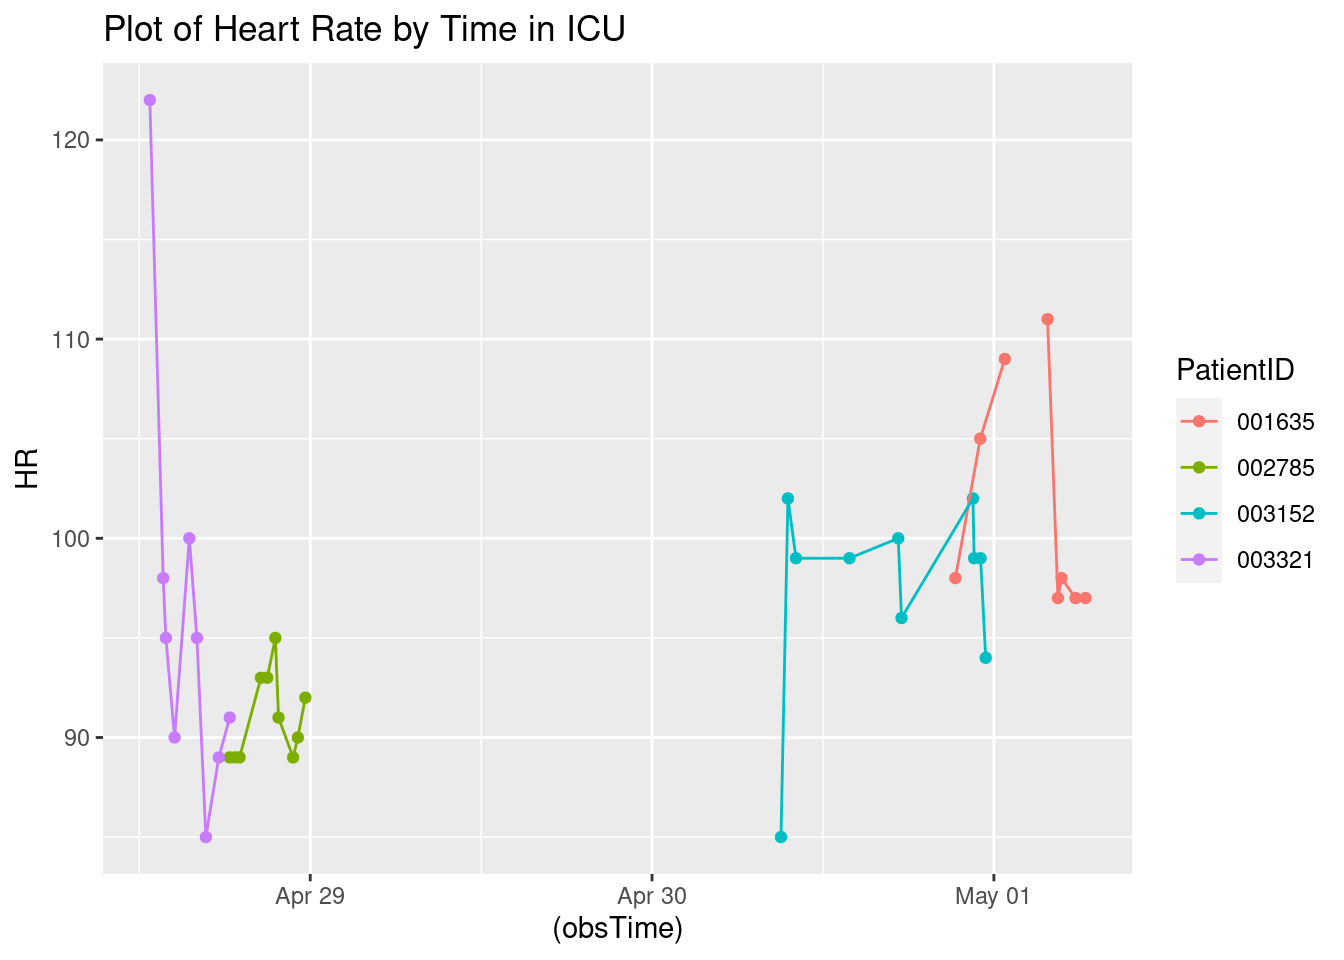 Plot of Heart Rate by Time in ICU
120
110
100
90
HR
Apr 29
Apr 30
May 01
(obsTime)
PatientID
001635
002785
003152
003321